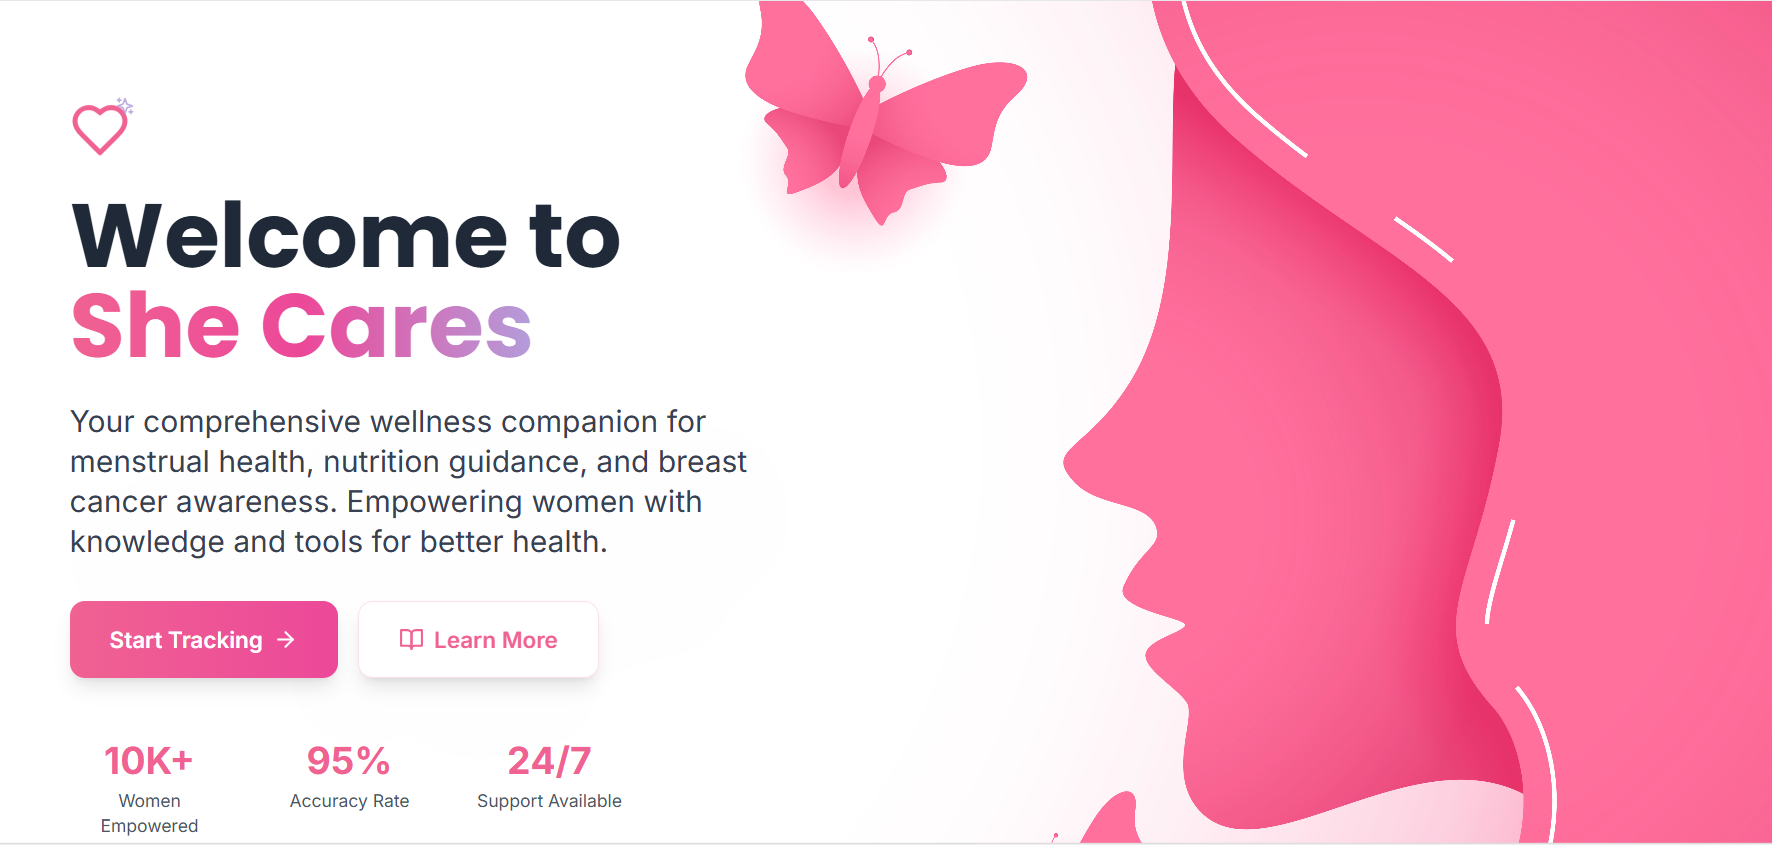 Welcome to
She Cares
Your comprehensive wellness companion for
menstrual health, nutrition guidance, and breast
cancer awareness. Empowering women with
knowledge and tools for better health.
Start Tracking
Learn More
10K+
Women
Empowered
95%
Accuracy Rate
24/7
Support Available